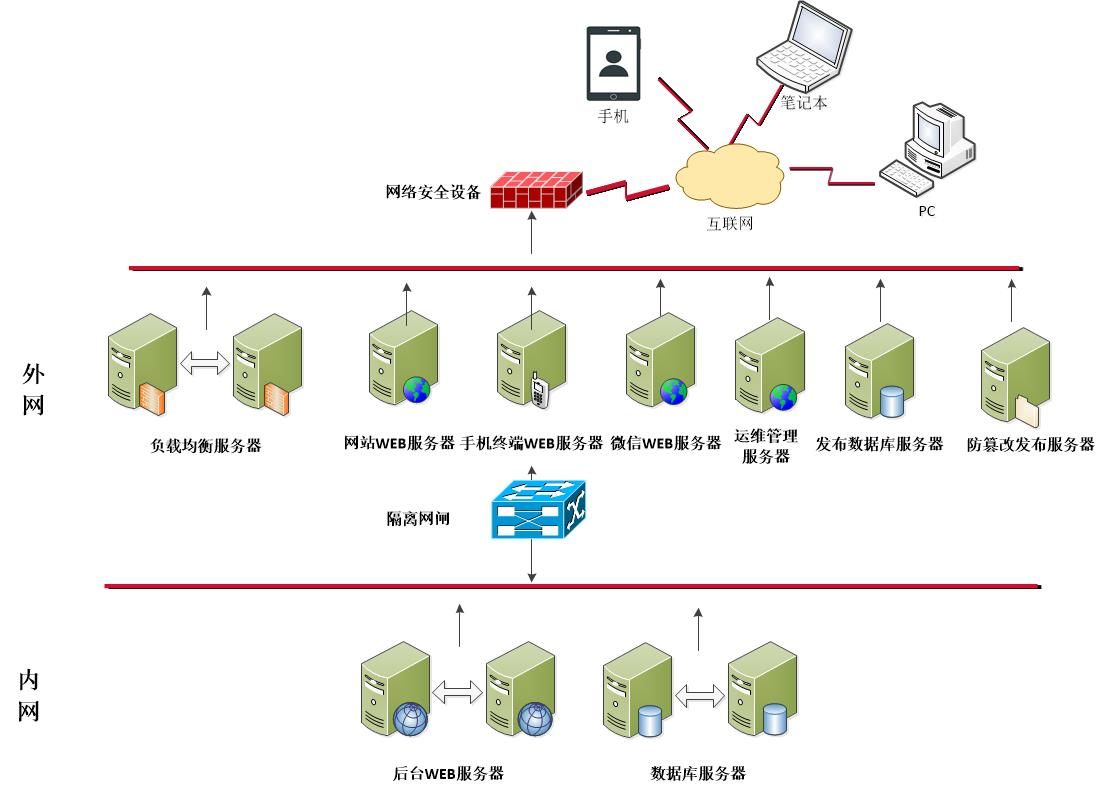 手机
笔记本
网络安全设备
互联网
PC
外
网
负载均衡服务器
网站WEB服务器
手机终端WEB服务器
微信WEB服务器
运维管理
服务器
发布数据库服务器
防篡改发布服务器
隔离网闸
内
网
后台WEB服务器
数据库服务器